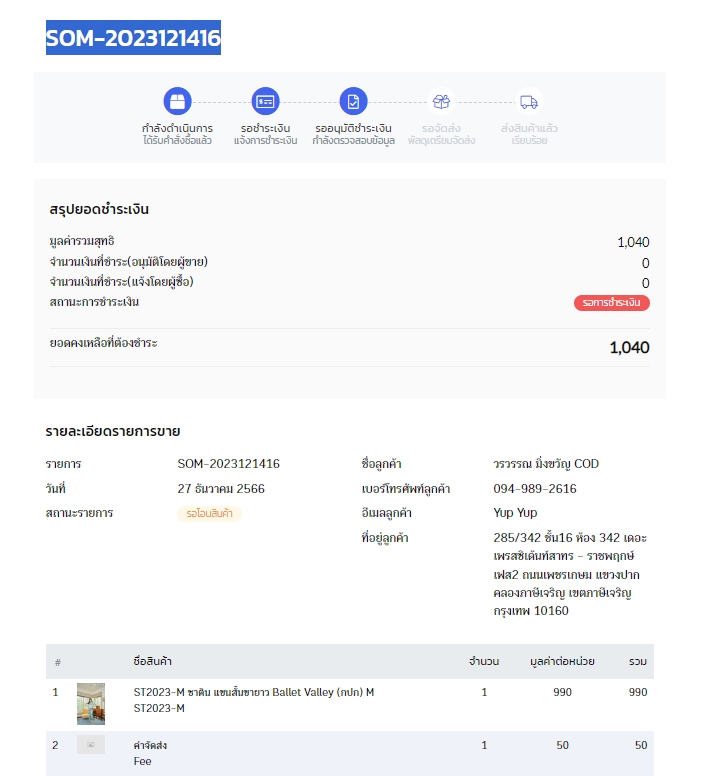 SOM-2023121416
กำลังดำเนินการ
ได้รับคำสั่งซื้อแล้ว
รอชำระเงิน
แจ้งการชำระเงิน
รออนุมัติชำระเงิน
กำลังตรวจสอบข้อมูล
รอจัดส่ง
พัสดุเตรียมจัดส่ง
ส่งสินค้าแล้ว
เรียบร้อย
สรุปยอดชำระเงิน
มูลค่ารวมสุทธิ 1,040
จำนวนเงินที่ชำระ(อนุมัติโดยผู้ขาย) 0
จำนวนเงินที่ชำระ(แจ้งโดยผู้ซื้อ) 0
สถานะการชำระเงิน รอการชำระเงิน
ยอดคงเหลือที่ต้องชำระ 1,040
รายละเอียดรายการขาย
รายการ SOM-2023121416
วันที่ 27 ธันวาคม 2566
สถานะรายการ รอโอนสินค้า
ชื่อลูกค้า วรวรรณ มิ่งขวัญ COD
เบอร์โทรศัพท์ลูกค้า 094-989-2616
อีเมลลูกค้า Yup Yup
ที่อยู่ลูกค้า 285/342 ชั้น16 ห้อง 342 เดอะ
เพรสซิเด้นท์สาทร - ราชพฤกษ์
เฟส2 ถนนเพชรเกษม แขวงปาก
คลองภาษีเจริญ เขตภาษีเจริญ
กรุงเทพ 10160
# ชื่อสินค้า จำนวน มูลค่าต่อหน่วย รวม
1 ST2023-M ซาติน แขนสั้นขายาว Ballet Valley (กปก) M 1 990 990
ST2023-M
2 ค่าจัดส่ง 1 50 50
Fee